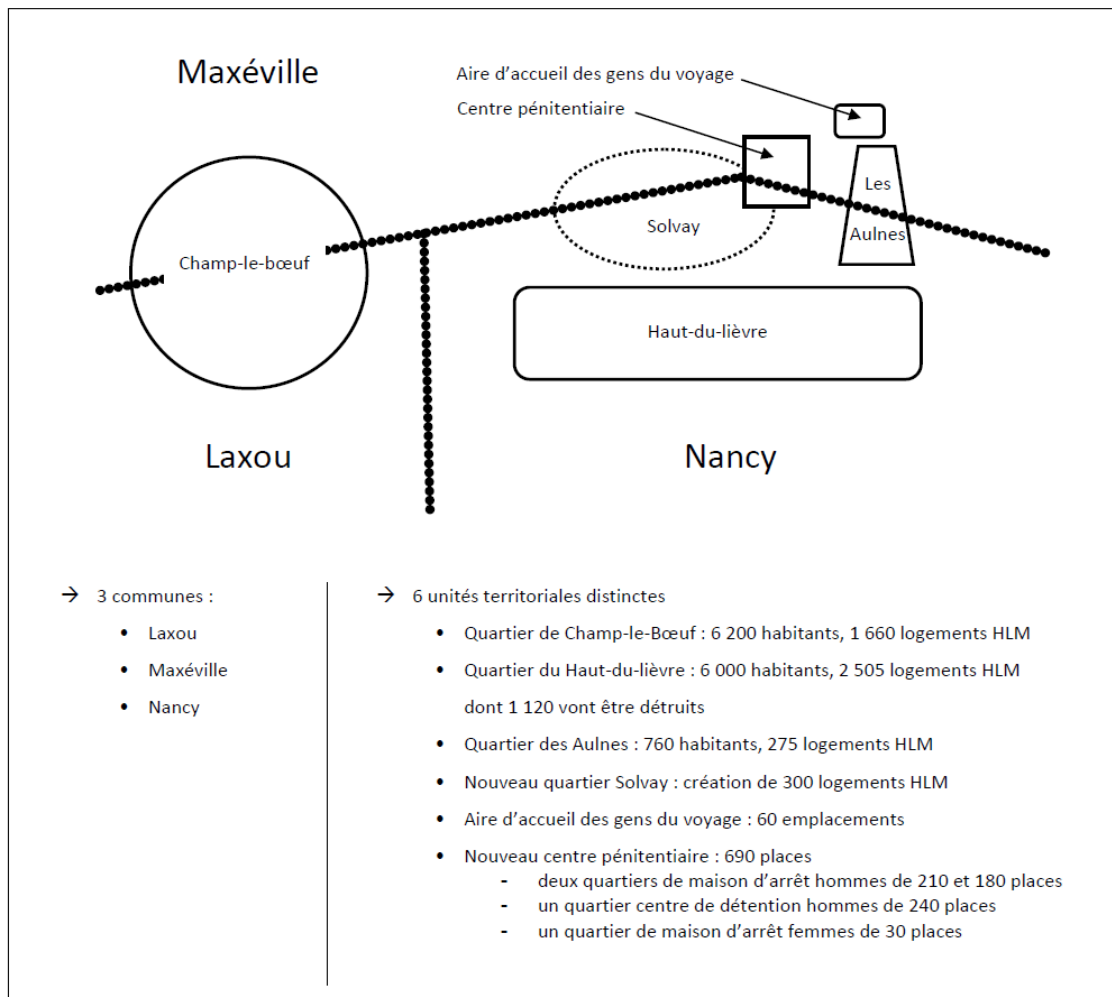 Maxéville
Aire d’accueil des gens du voyage
Centre pénitentiaire
Les
Aulnes
Solvay
Champ-le-bœuf
Haut-du-lièvre
Laxou
Nancy
→ 3 communes :
• Laxou
• Maxéville
• Nancy
→ 6 unités territoriales distinctes
• Quartier de Champ-le-Bœuf : 6 200 habitants, 1 660 logements HLM
• Quartier du Haut-du-lièvre : 6 000 habitants, 2 505 logements HLM
dont 1 120 vont être détruits
• Quartier des Aulnes : 760 habitants, 275 logements HLM
• Nouveau quartier Solvay : création de 300 logements HLM
• Aire d’accueil des gens du voyage : 60 emplacements
• Nouveau centre pénitentiaire : 690 places
- deux quartiers de maison d’arrêt hommes de 210 et 180 places
- un quartier centre de détention hommes de 240 places
- un quartier de maison d’arrêt femmes de 30 places